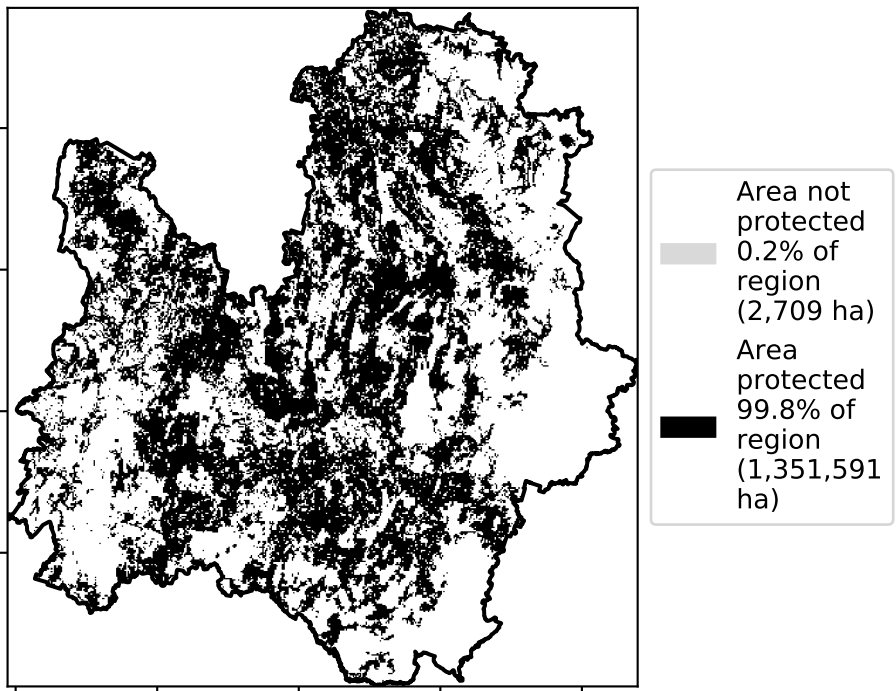 Area not
protected
0.2% of
region
(2,709 ha)
Area
protected
99.8% of
region
(1,351,591
ha)